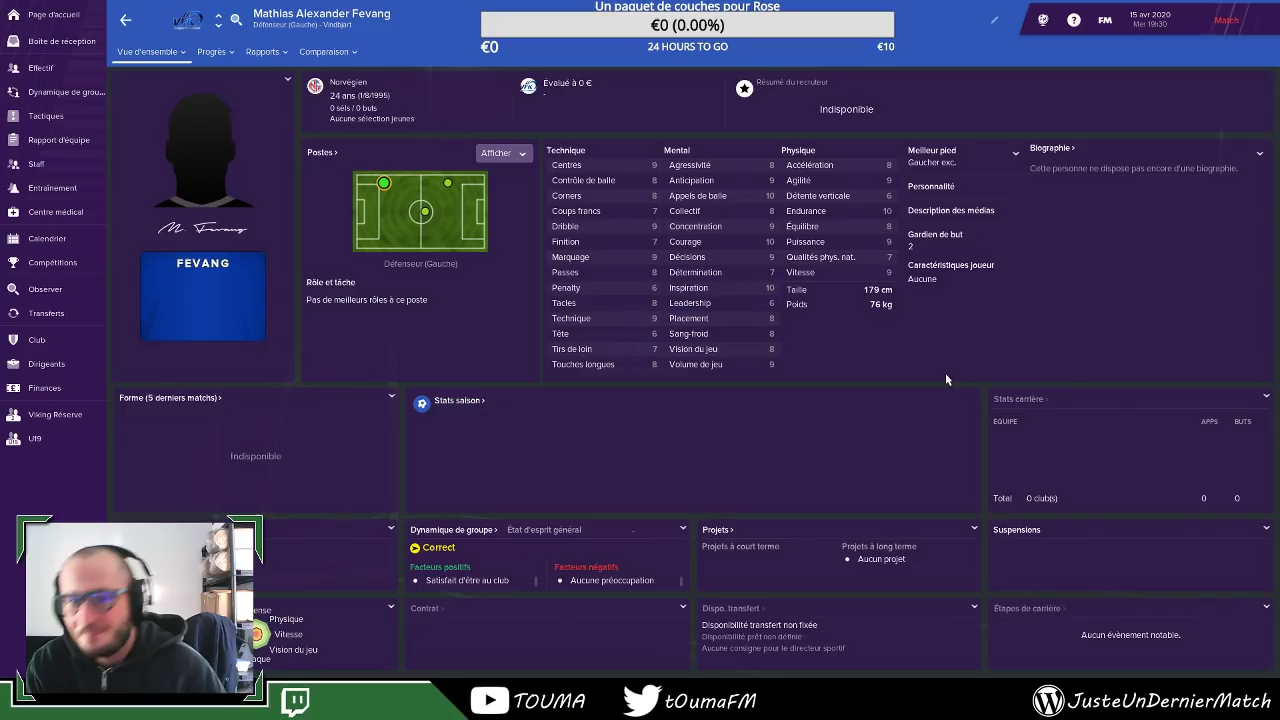 Un paquet de couches pour Rose
€0 (0.00%)
€0
24 HOURS TO GO
€10
Mathias Alexander Fevang
Défenseur (Gauche) - Vindbjart
FM
15 avr 2020
Mer 19h30
Match
Vue d'ensemble
Progrès
Rapports
Comparaison
Page d'accueil
Boîte de réception
Effectif
Dynamique de grou...
Tactiques
Rapport d'équipe
Staff
Entraînement
Centre médical
Calendrier
Compétitions
Observer
Transferts
Club
Dirigeants
Finances
Viking Réserve
U19
M. Fevang
FEVANG
Norvégien
24 ans (1/8/1995)
0 séls / 0 buts
Aucune sélection jeunes
Évalué à 0 €
-
Résumé du recruteur
Indisponible
Postes >
Afficher
Défenseur (Gauche)
Rôle et tâche
Pas de meilleurs rôles à ce poste
Technique
Centres 9
Contrôle de balle 8
Corners 8
Coups francs 7
Dribble 9
Finition 7
Marquage 9
Passes 8
Penalty 6
Tacles 8
Technique 9
Tête 6
Tirs de loin 7
Touches longues 8
Mental
Agressivité 8
Anticipation 9
Appels de balle 10
Collectif 8
Concentration 9
Courage 10
Décisions 9
Détermination 7
Inspiration 10
Leadership 6
Placement 8
Sang-froid 8
Vision du jeu 8
Volume de jeu 9
Physique
Accélération 8
Agilité 9
Détente verticale 6
Endurance 10
Équilibre 8
Puissance 9
Qualités phys. nat. 7
Vitesse 9
Taille 179 cm
Poids 76 kg
Meilleur pied
Gaucher exc.
Personnalité
Description des médias
Gardien de but
2
Caractéristiques joueur
Aucune
Biographie >
Cette personne ne dispose pas encore d'une biographie.
Forme (5 derniers matchs) >
Indisponible
Stats saison >
Stats carrière >
ÉQUIPE APPS BUTS
Total 0 club(s) 0 0
Dynamique de groupe > État d'esprit général -
Correct
Facteurs positifs
Satisfait d'être au club
Facteurs négatifs
Aucune préoccupation
Projets >
Projets à court terme
Projets à long terme
Aucun projet
Suspensions
Physique
Vitesse
Vision du jeu
Contrat >
Dispo. transfert >
Disponibilité transfert non fixée
Disponibilité prêt non définie
Aucune consigne pour le directeur sportif
Étapes de carrière >
Aucun évènement notable.
TOUMA
tOumaFM
JusteUnDernierMatch